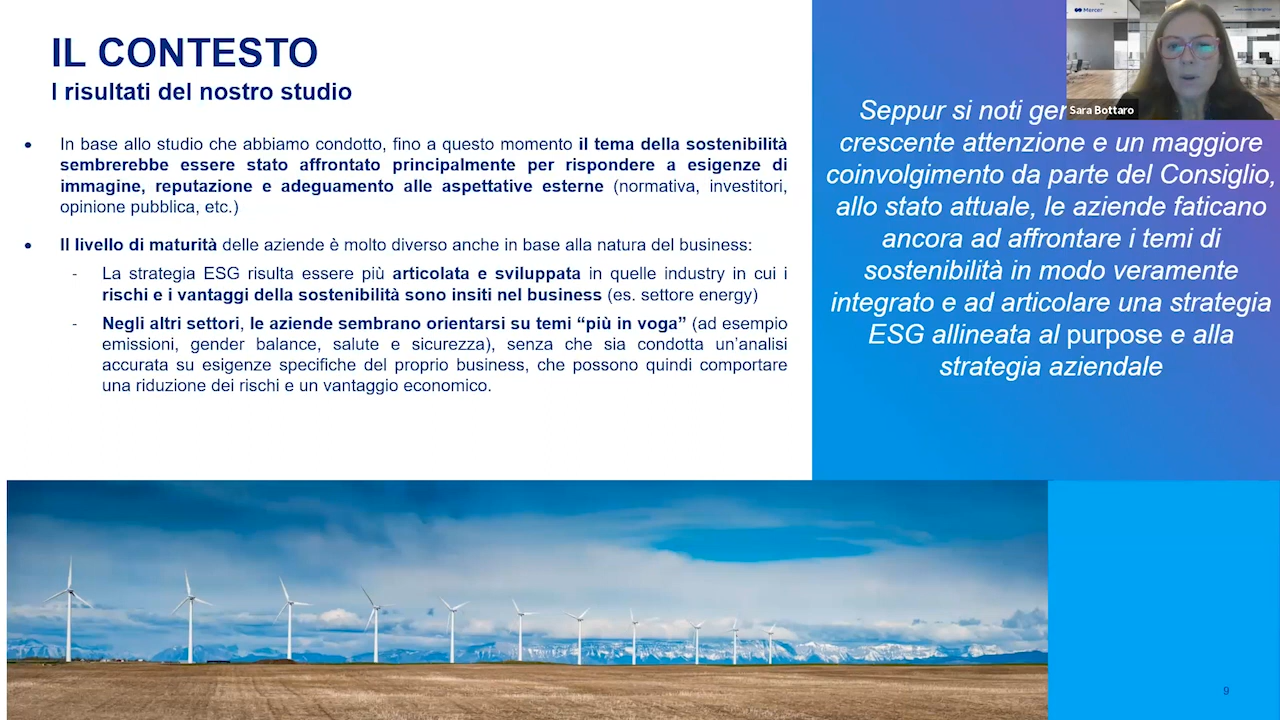 IL CONTESTO
I risultati del nostro studio
• In base allo studio che abbiamo condotto, fino a questo momento il tema della sostenibilità
sembrerebbe essere stato affrontato principalmente per rispondere a esigenze di
immagine, reputazione e adeguamento alle aspettative esterne (normativa, investitori,
opinione pubblica, etc.)
• Il livello di maturità delle aziende è molto diverso anche in base alla natura del business:
- La strategia ESG risulta essere più articolata e sviluppata in quelle industry in cui i
rischi e i vantaggi della sostenibilità sono insiti nel business (es. settore energy)
- Negli altri settori, le aziende sembrano orientarsi su temi “più in voga” (ad esempio
emissioni, gender balance, salute e sicurezza), senza che sia condotta un’analisi
accurata su esigenze specifiche del proprio business, che possono quindi comportare
una riduzione dei rischi e un vantaggio economico.
Mercer
Sara Bottaro
Seppur si noti
crescente attenzione e un maggiore
coinvolgimento da parte del Consiglio,
allo stato attuale, le aziende faticano
ancora ad affrontare i temi di
sostenibilità in modo veramente
integrato e ad articolare una strategia
ESG allineata al purpose e alla
strategia aziendale
9